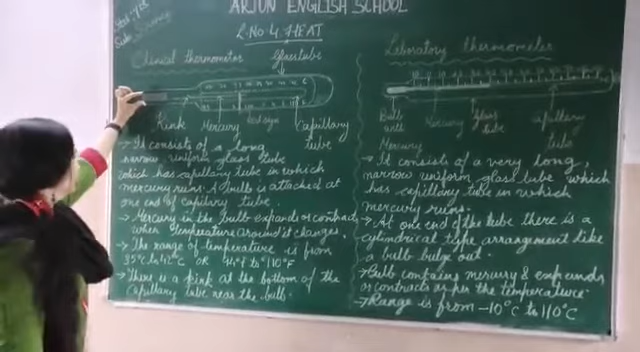 ARJUN ENGLISH SCHOOL
L.No 4 HEAT
Std:- 7th
Sub:
Clinical thermometer
Glass tube
Kink
Mercury
Capillary
tube
→ It consists of a long
narrow, uniform glass tube
which has capillary tube in which
mercury runs. A bulb is attached at
one end of capillary tube.
→ Mercury in the bulb expands or contract
when temperature around it changes.
→ The range of temperature is from
35°C to 42°C OR to 110°F
→ There is a kink at the bottom of the
capillary tube near the bulb.
Laboratory thermometer
Bulb
with
Mercury
Mercury
Glass
tube
Capillary
tube
→ It consists of a very long,
narrow uniform glass tube which
has capillary tube in which
mercury runs.
→ At one end of the tube there is a
cylindrical type arrangement like
a bulb bulge out.
→ Bulb contains mercury & expands
or contracts as per the temperature
→ Range is from -10°C to 110°C